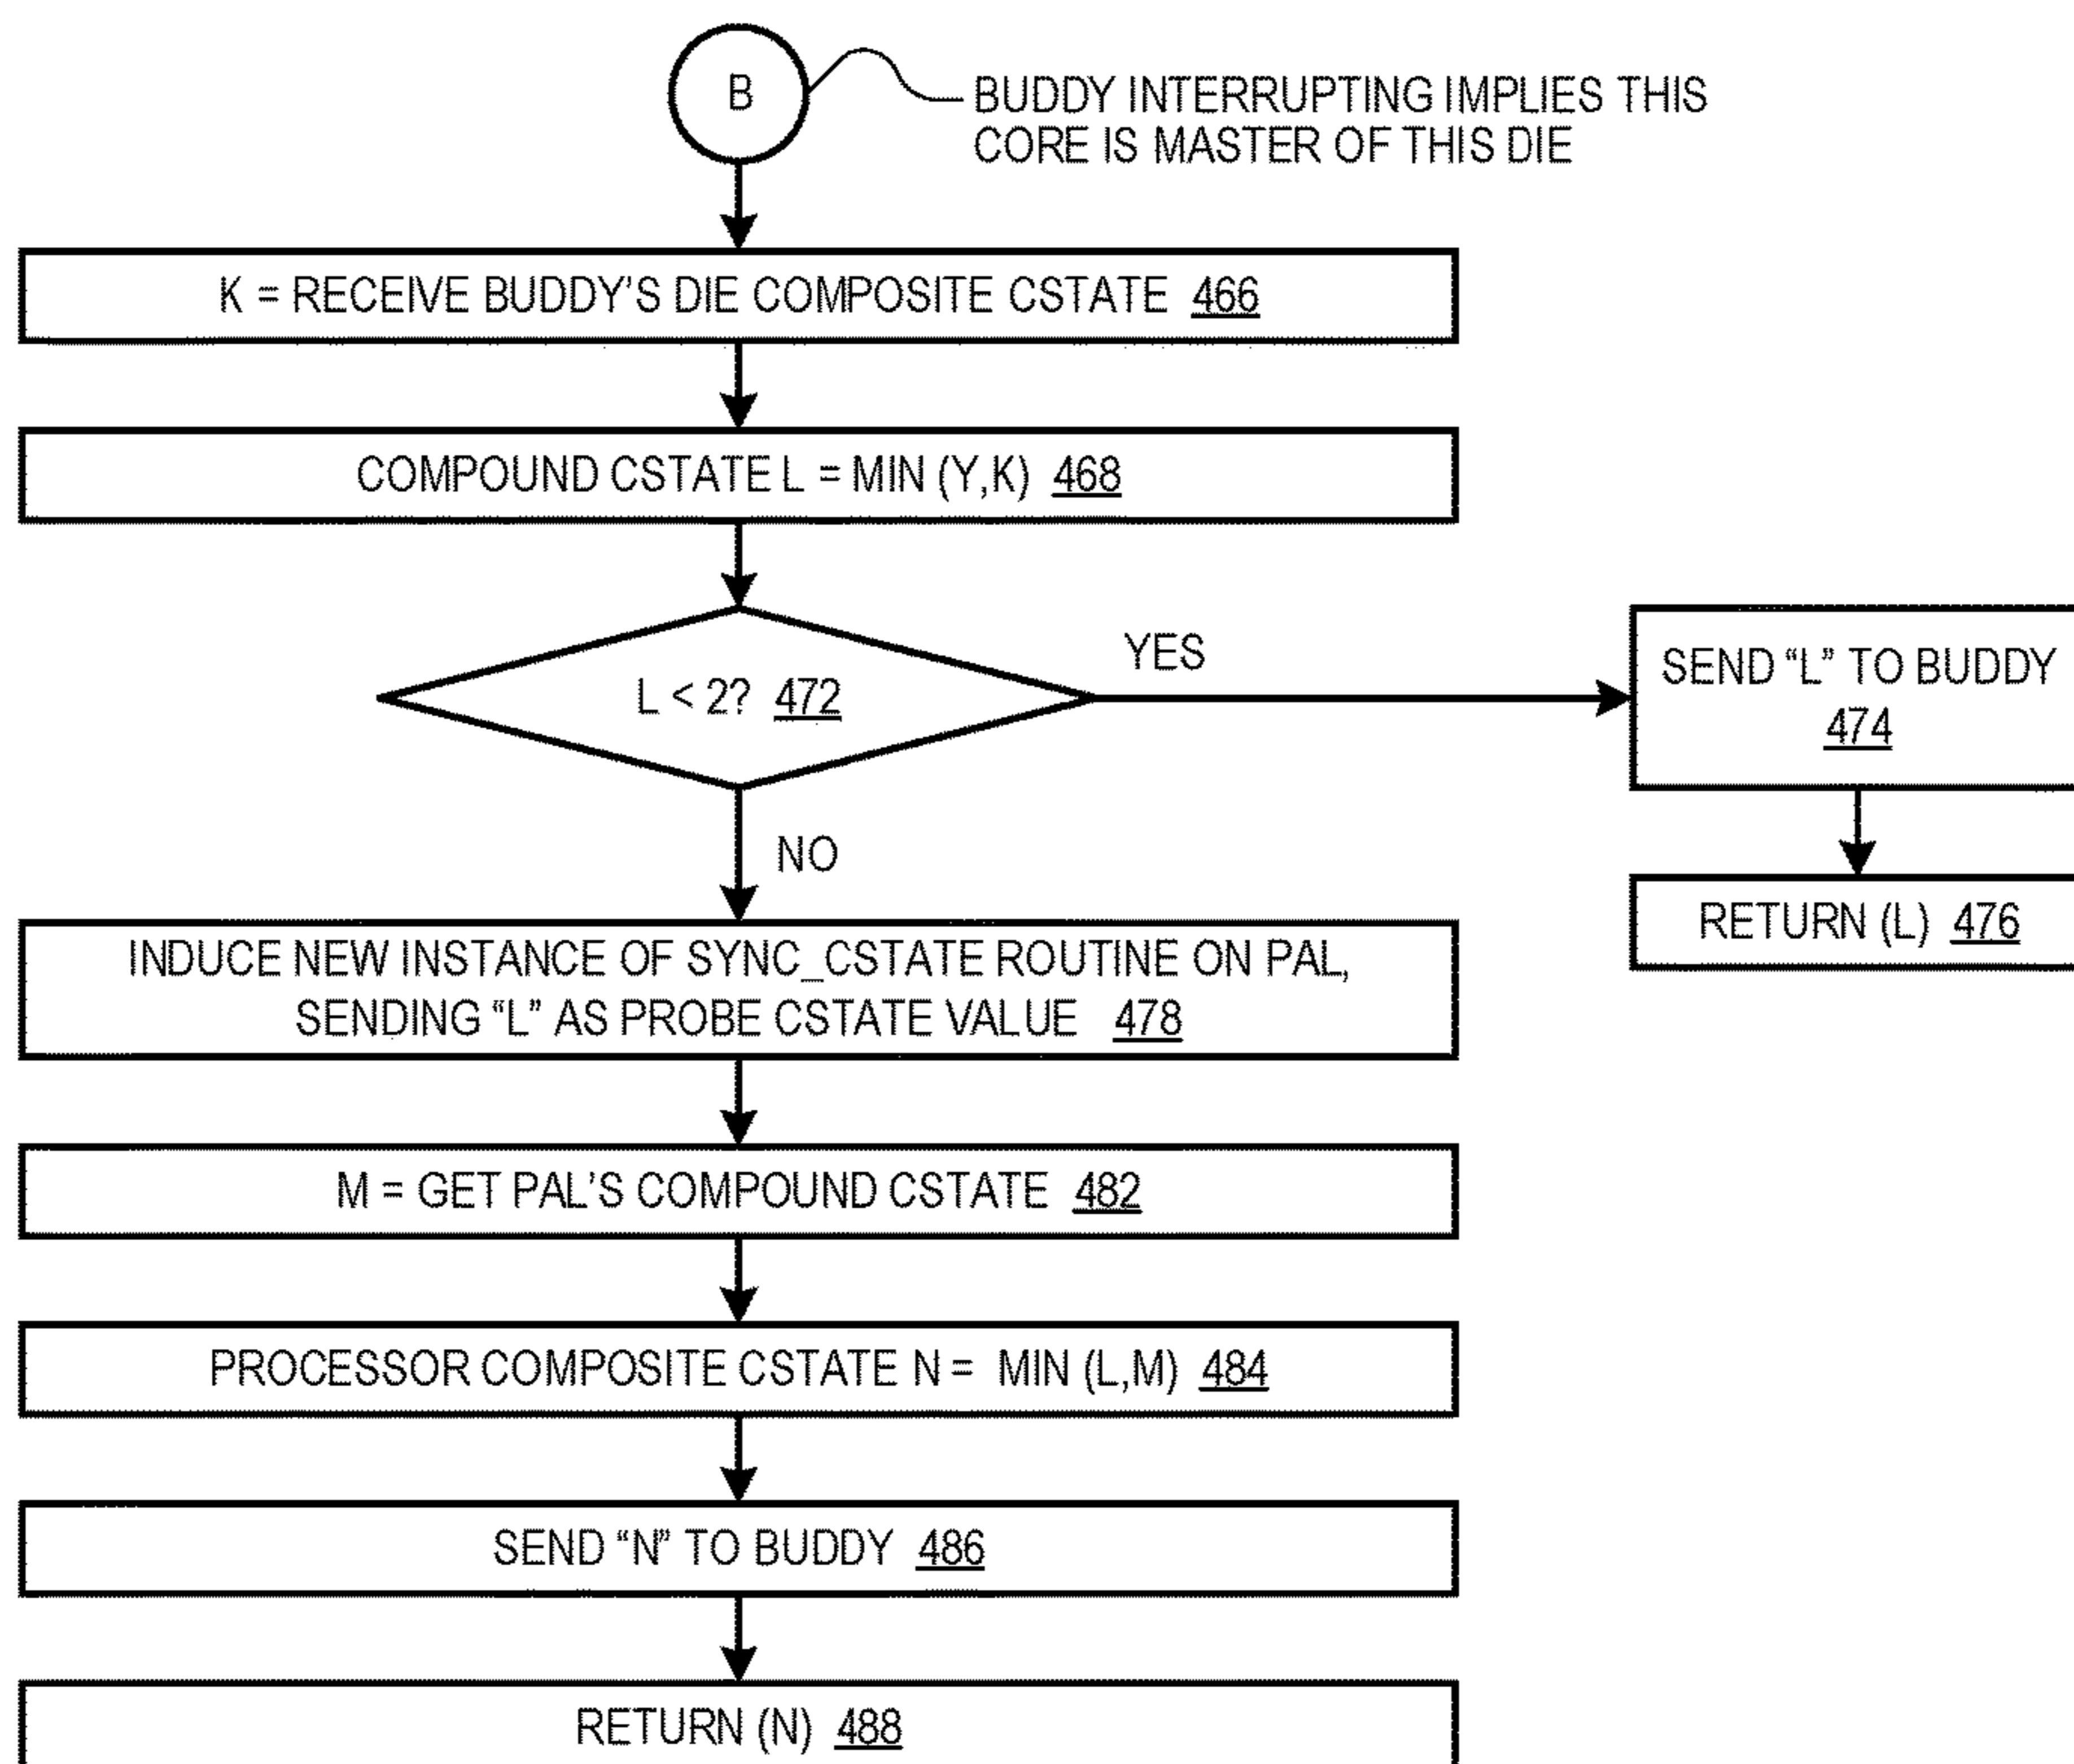 B
BUDDY INTERRUPTING IMPLIES THIS
CORE IS MASTER OF THIS DIE
K = RECEIVE BUDDY'S DIE COMPOSITE CSTATE 466
COMPOUND CSTATE L = MIN (Y,K) 468
L < 2? 472
YES
SEND “L” TO BUDDY
474
RETURN (L) 476
NO
INDUCE NEW INSTANCE OF SYNC_CSTATE ROUTINE ON PAL,
SENDING “L” AS PROBE CSTATE VALUE 478
M = GET PAL'S COMPOUND CSTATE 482
PROCESSOR COMPOSITE CSTATE N = MIN (L,M) 484
SEND “N” TO BUDDY 486
RETURN (N) 488